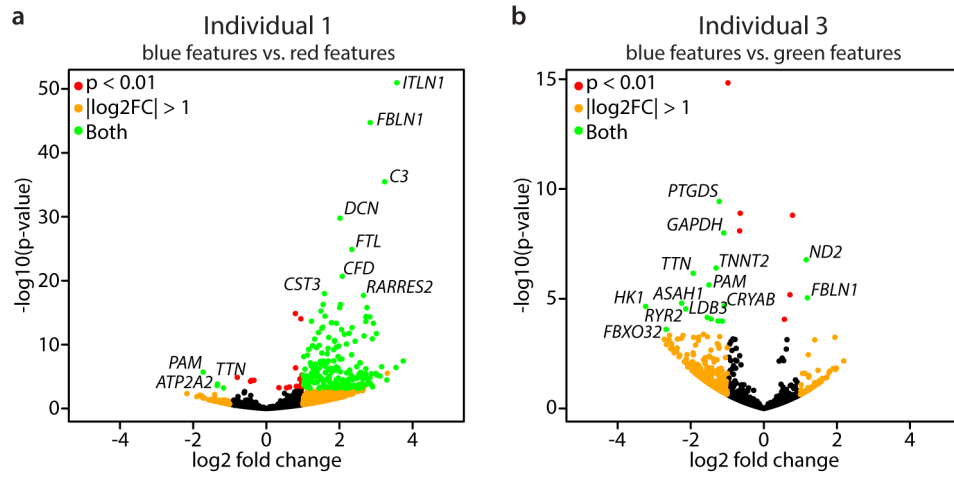 a
Individual 1
blue features vs. red features
p < 0.01
|log2FC| > 1
Both
ITLN1
FBLN1
C3
DCN
FTL
CFD
CST3
RARRES2
PAM
TTN
ATP2A2
50
40
30
20
10
0
-log10(p-value)
-4 -2 0 2 4
log2 fold change
b
Individual 3
blue features vs. green features
p < 0.01
|log2FC| > 1
Both
PTGDS
GAPDH
ND2
TTN
TNNT2
PAM
FBLN1
HK1
ASAH1
CRYAB
LDB3
RYR2
FBXO32
15
10
5
0
-log10(p-value)
-4 -2 0 2 4
log2 fold change